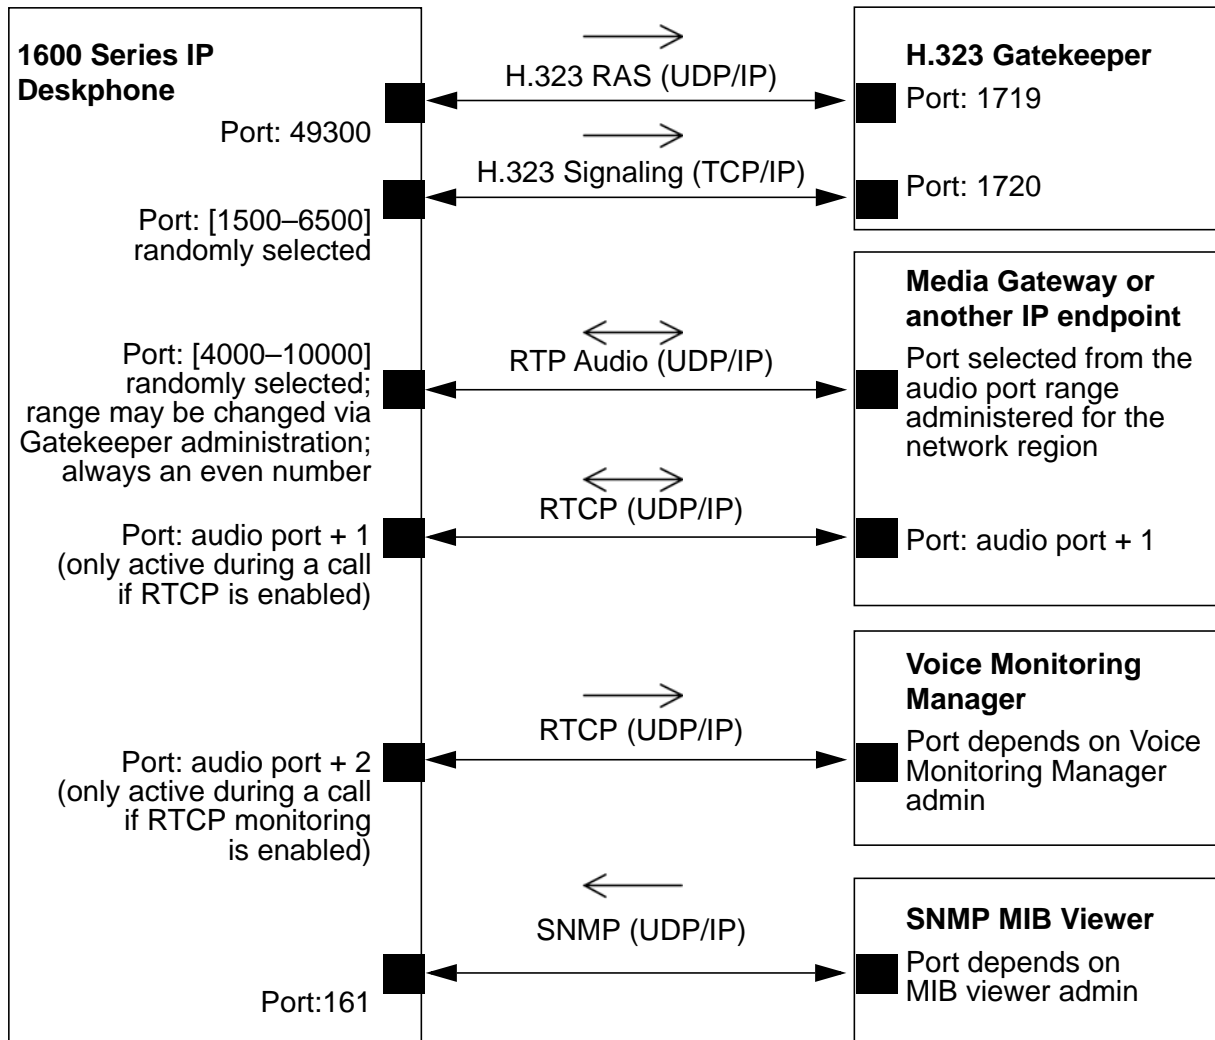 1600 Series IP
Deskphone
H.323 RAS (UDP/IP)
H.323 Gatekeeper
Port: 1719
Port: 49300
H.323 Signaling (TCP/IP)
Port: 1720
Port: [1500–6500]
randomly selected
Media Gateway or
another IP endpoint
Port: [4000–10000]
randomly selected;
range may be changed via
Gatekeeper administration;
always an even number
RTP Audio (UDP/IP)
Port selected from the
audio port range
administered for the
network region
RTCP (UDP/IP)
Port: audio port + 1
(only active during a call
if RTCP is enabled)
Port: audio port + 1
Voice Monitoring
Manager
RTCP (UDP/IP)
Port depends on Voice
Monitoring Manager
admin
Port: audio port + 2
(only active during a call
if RTCP monitoring
is enabled)
SNMP (UDP/IP)
SNMP MIB Viewer
Port depends on
MIB viewer admin
Port:161